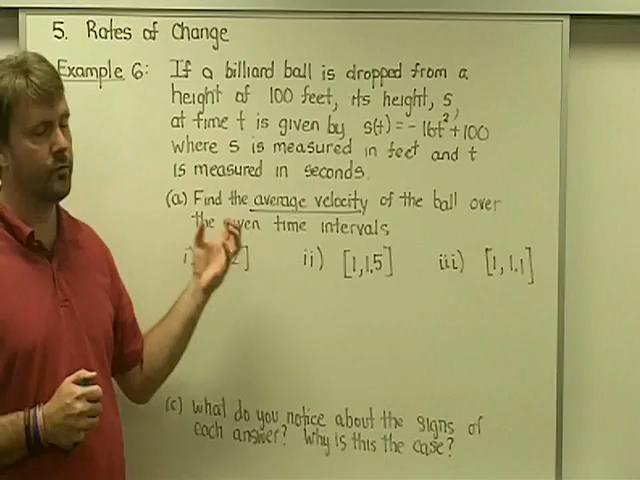 5. Rates of Change
Example 6: If a billiard ball is dropped from a
height of 100 feet, its height, s,
at time t is given by s(t) = -16t²+100
where s is measured in feet and t
is measured in seconds.
(a) Find the average velocity of the ball over
the given time intervals
i) 2] ii) [1,1.5] iii) [1,1.1]
(c) What do you notice about the signs of
each answer? Why is this the case?